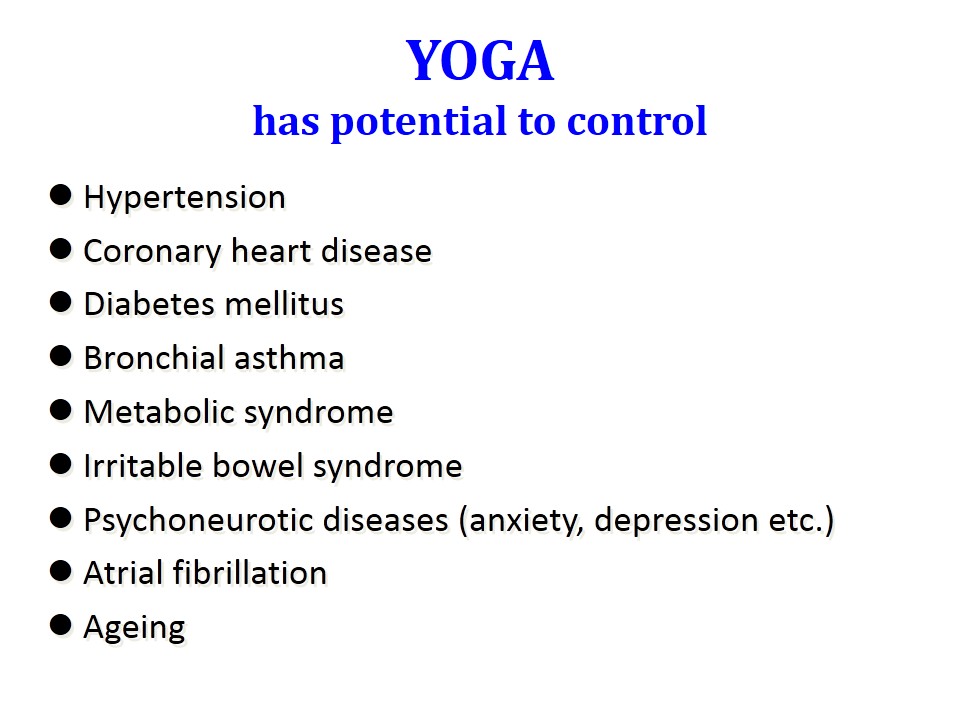 YOGA
has potential to control
● Hypertension
● Coronary heart disease
● Diabetes mellitus
● Bronchial asthma
● Metabolic syndrome
● Irritable bowel syndrome
● Psychoneurotic diseases (anxiety, depression etc.)
● Atrial fibrillation
● Ageing